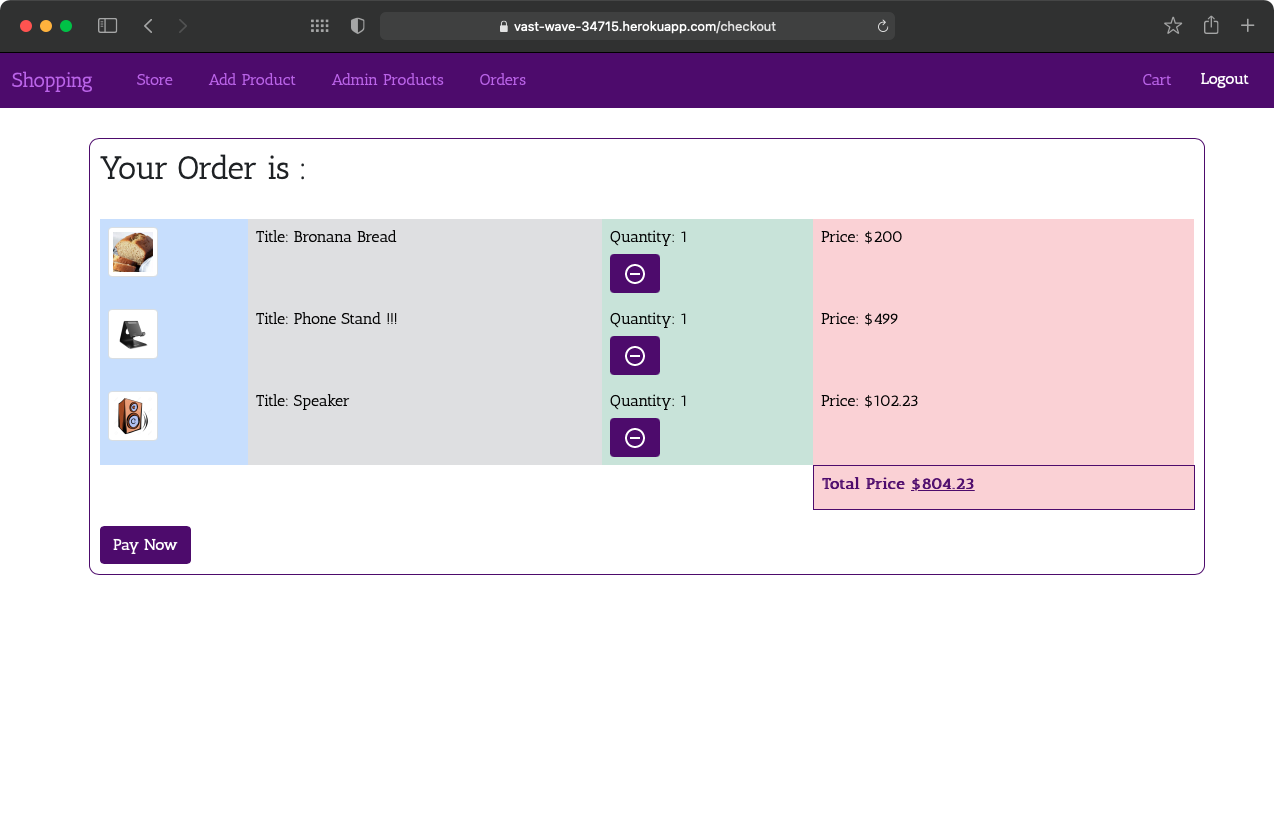 vast-wave-34715.herokuapp.com/checkout
Shopping Store Add Product Admin Products Orders Cart Logout
Your Order is :
Title: Bronana Bread Quantity: 1 Price: $200
Title: Phone Stand !!! Quantity: 1 Price: $499
Title: Speaker Quantity: 1 Price: $102.23
Total Price $804.23
Pay Now